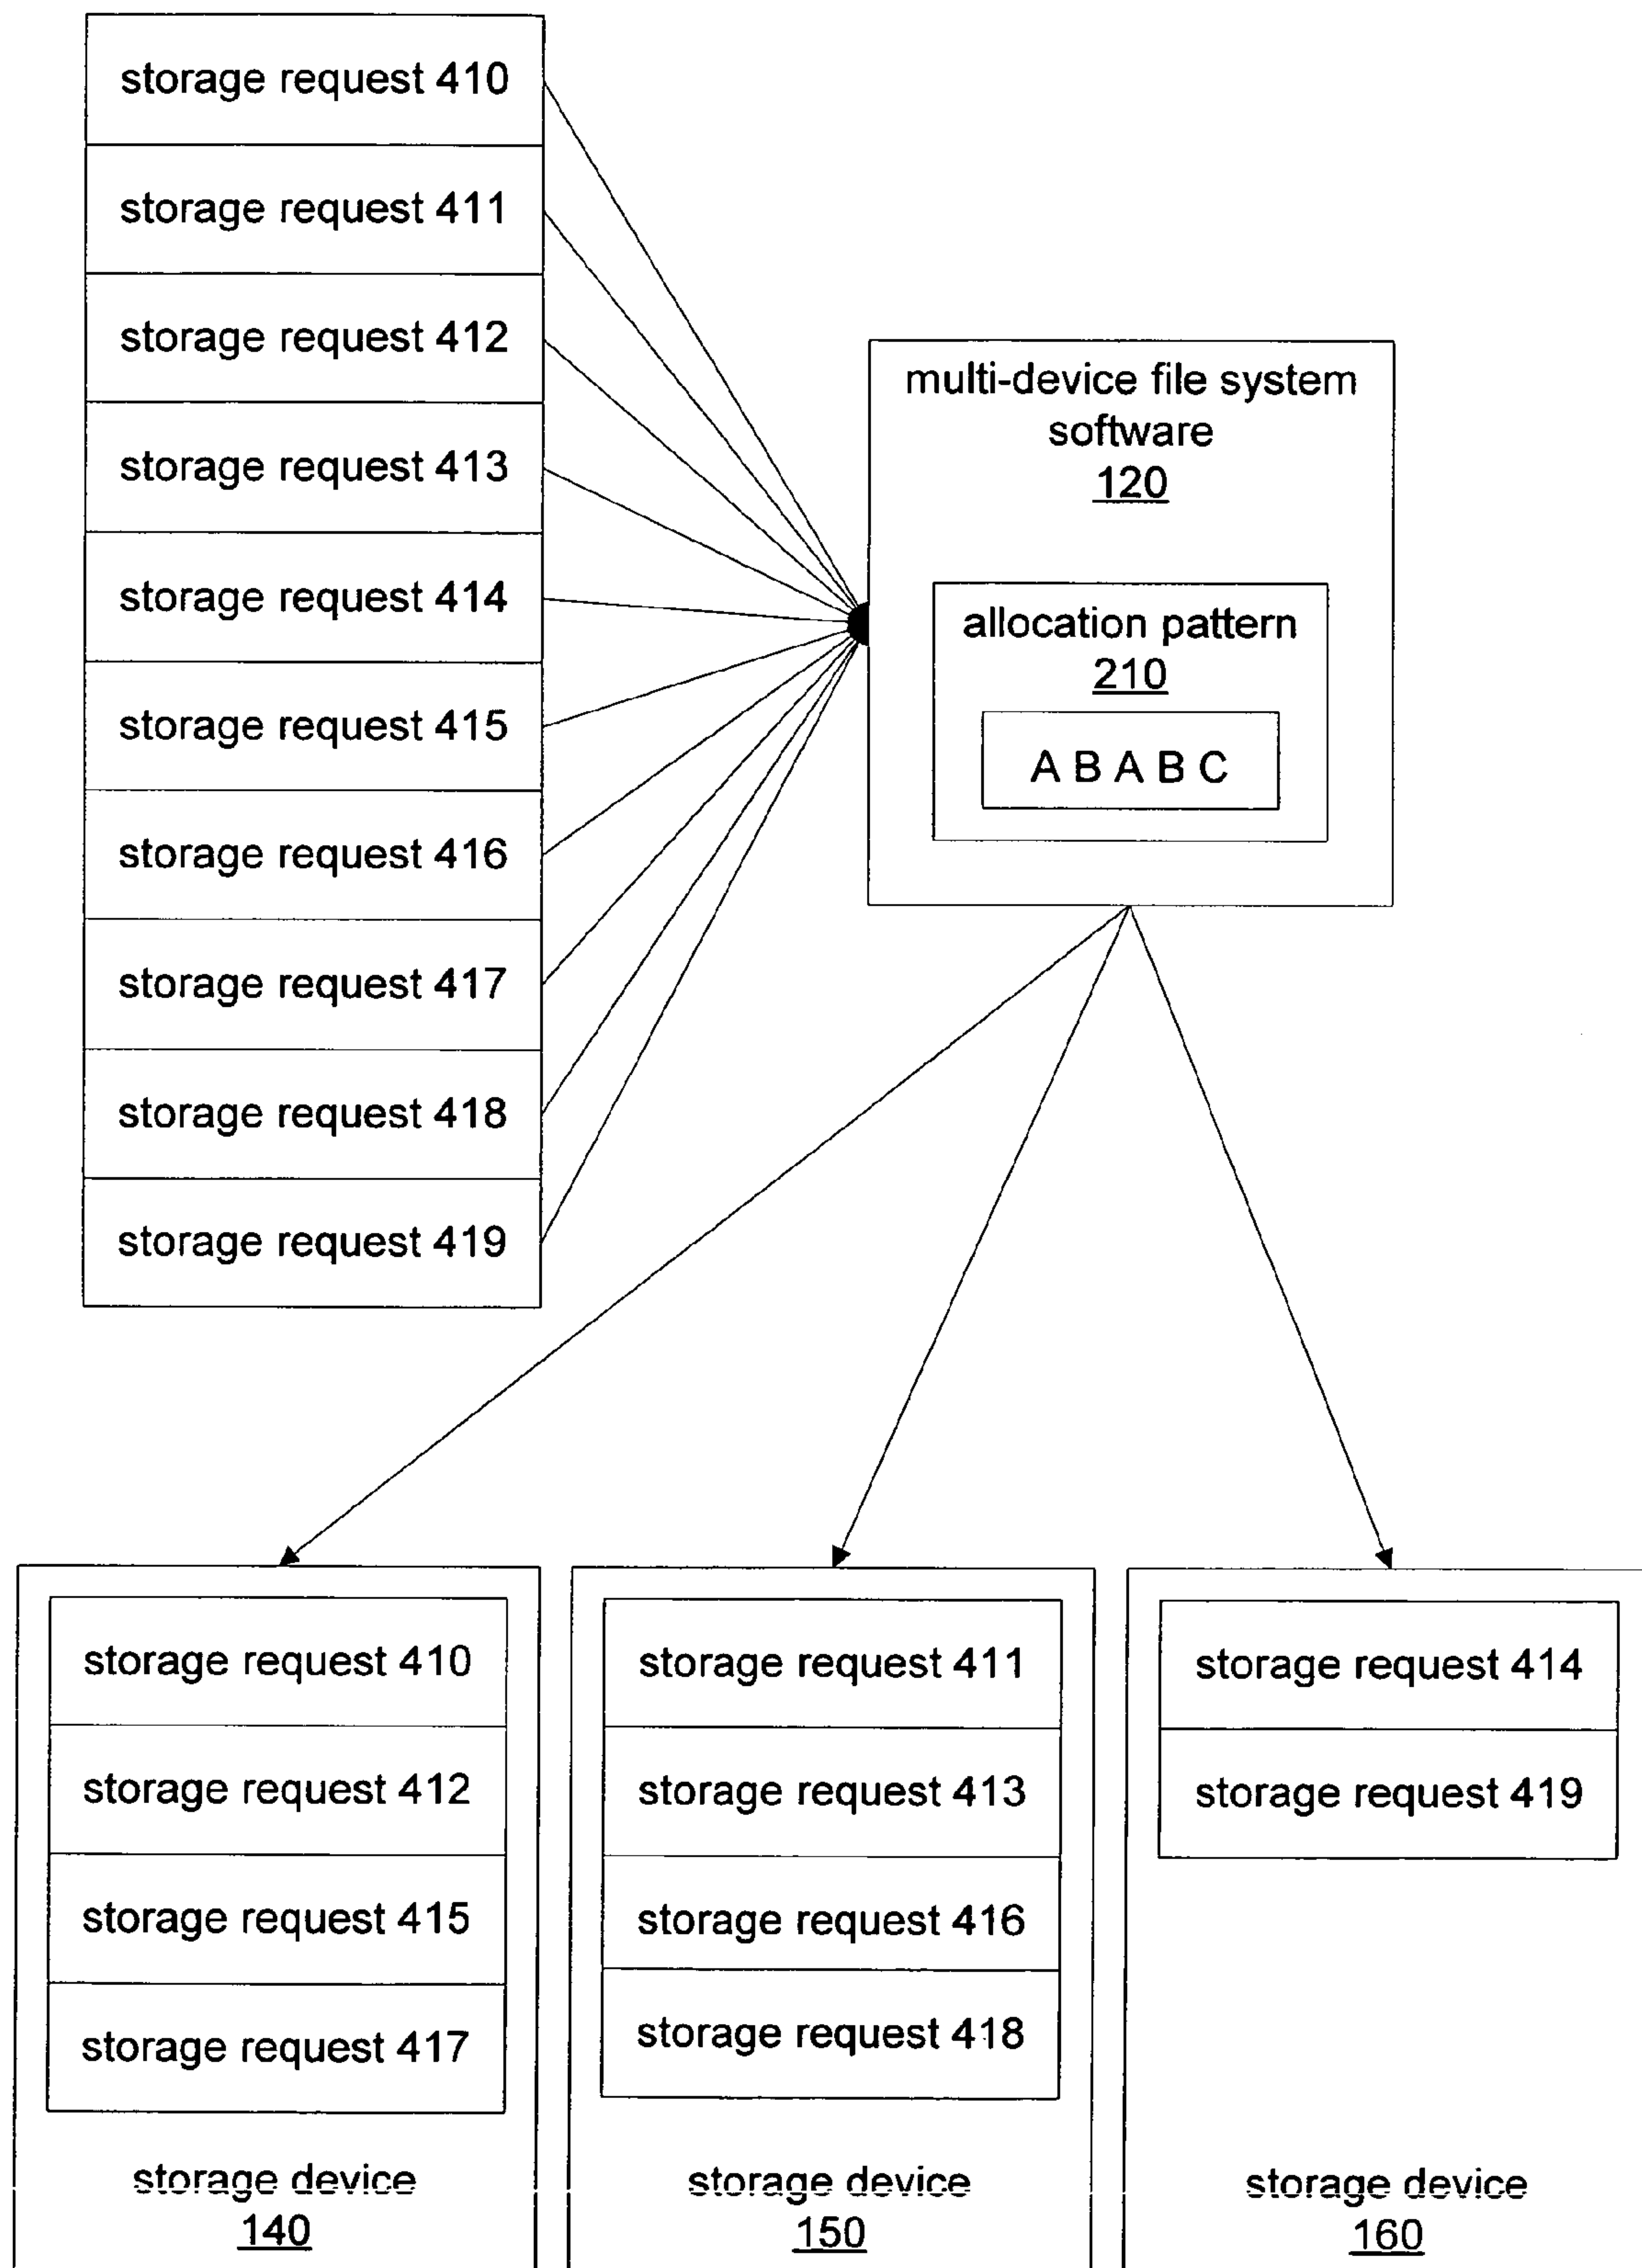 storage request 410
storage request 411
storage request 412
storage request 413
storage request 414
storage request 415
storage request 416
storage request 417
storage request 418
storage request 419
multi-device file system
software
120
allocation pattern
210
A B A B C
storage request 410
storage request 412
storage request 415
storage request 417
storage device
140
storage request 411
storage request 413
storage request 416
storage request 418
storage device
150
storage request 414
storage request 419
storage device
160